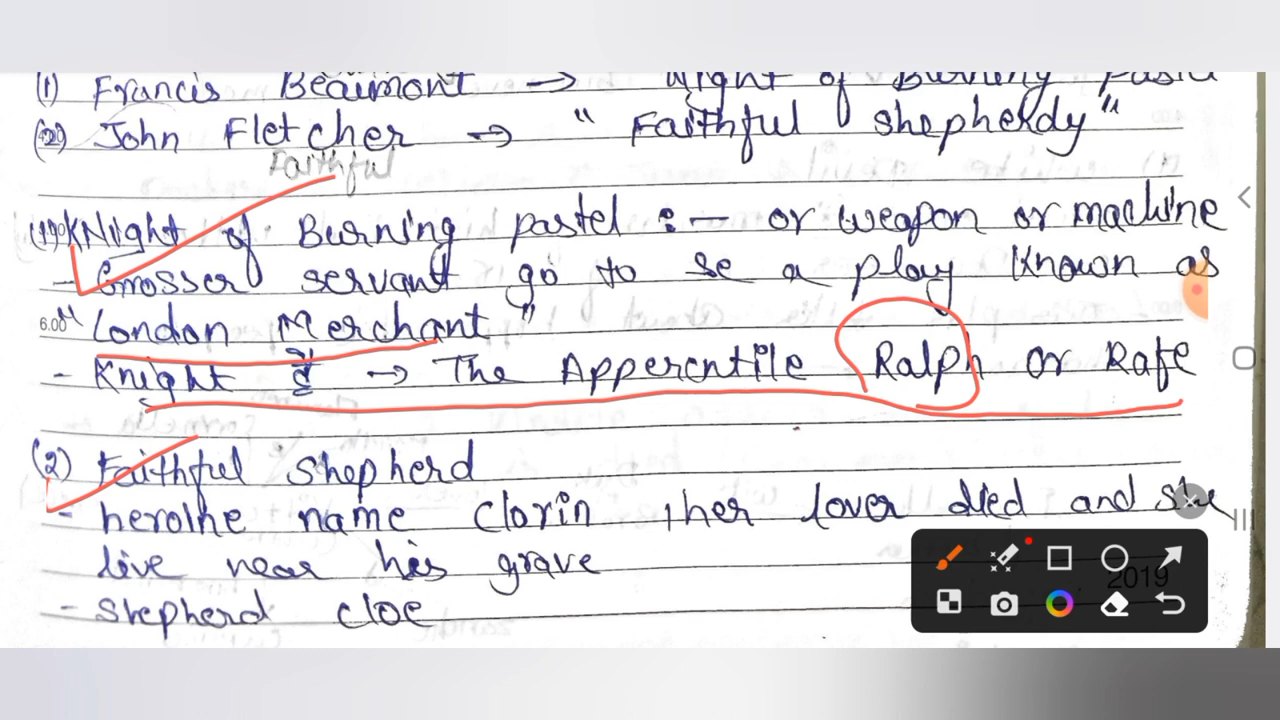 (1) Francis Beaumont → Night of Burning Pastel
(2) John Fletcher → " Faithful shepherdy"
Faithful
(1) Knight of Burning pastel :- or weapon or machine
- Grosser servant go to se a play known as
6.00 "London Merchant"
- Knight है → The Appercntile Ralph or Rafe
(2) Faithful Shepherd
- heroine name Clorin , her lover died and she
live near his grave
2019
- Shepherd cloe